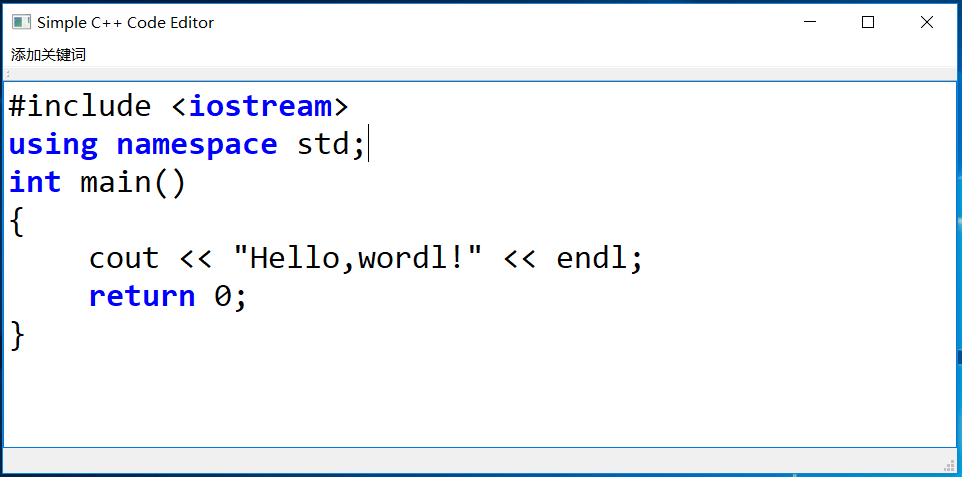 Simple C++ Code Editor
添加关键词
#include <iostream>
using namespace std;
int main()
{
    cout << "Hello,wordl!" << endl;
    return 0;
}